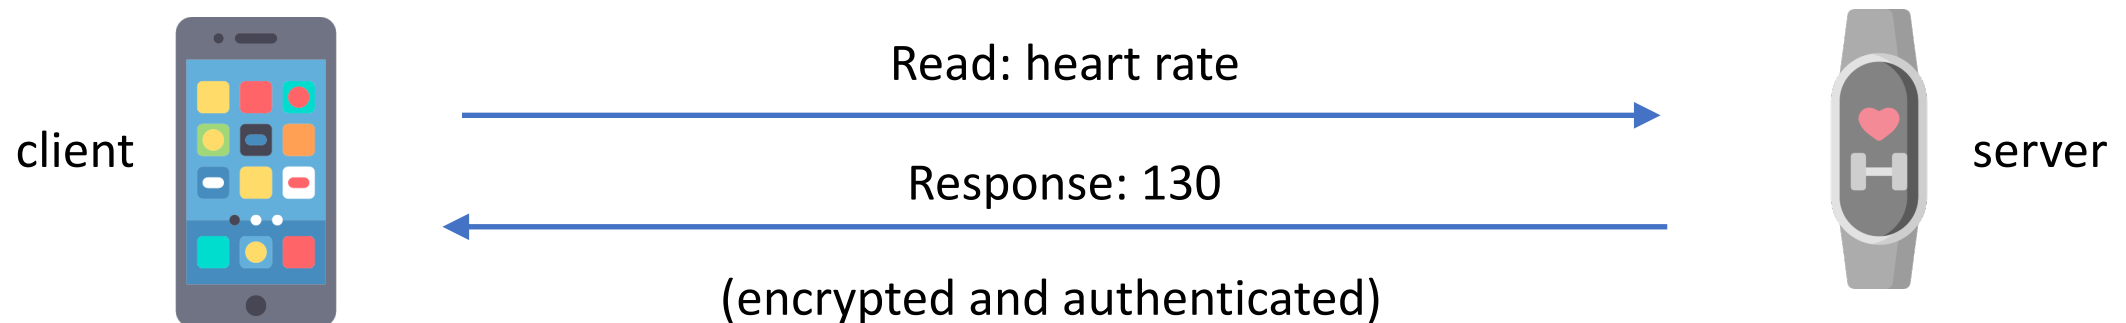 Read: heart rate
client
server
Response: 130
(encrypted and authenticated)